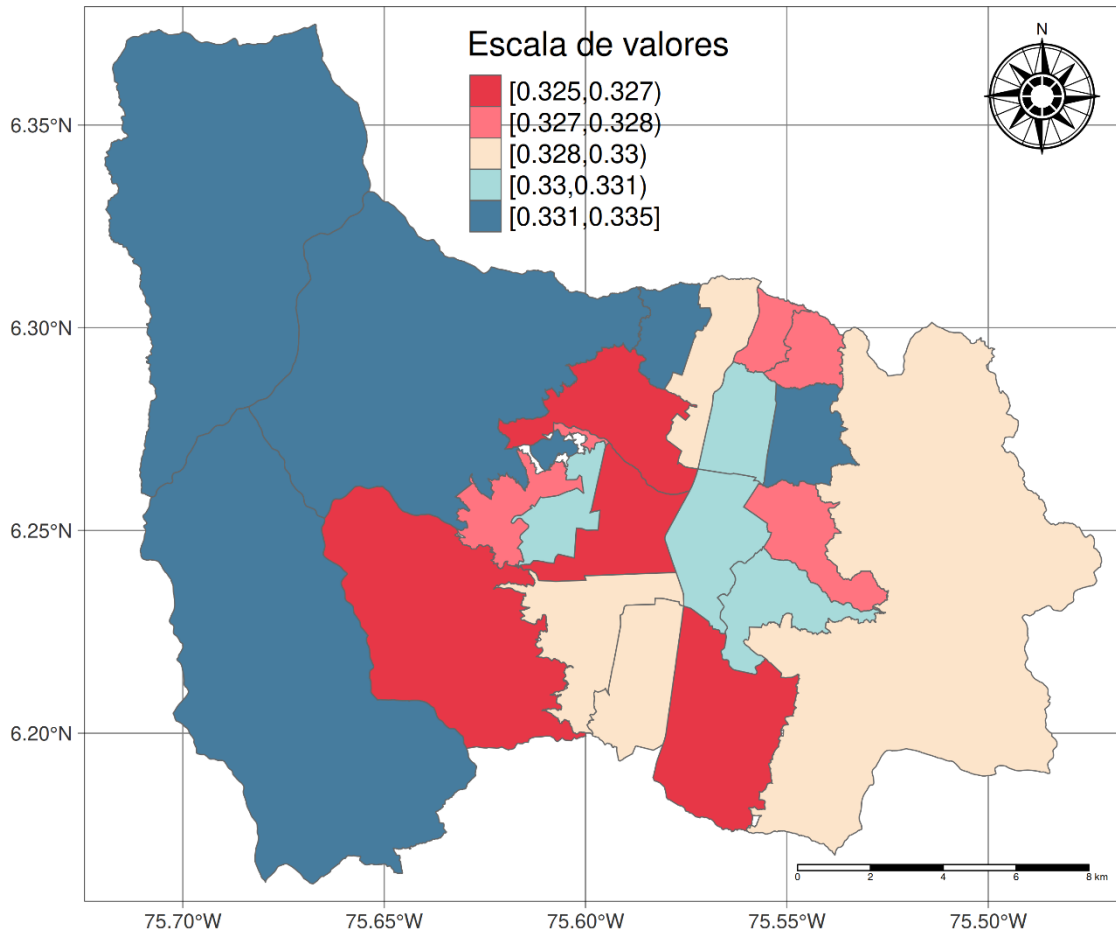 Escala de valores
[0.325,0.327)
[0.327,0.328)
[0.328,0.33)
[0.33,0.331)
[0.331,0.335]
N
6.35°N
6.30°N
6.25°N
6.20°N
0 2 4 6 8 km
75.70°W 75.65°W 75.60°W 75.55°W 75.50°W